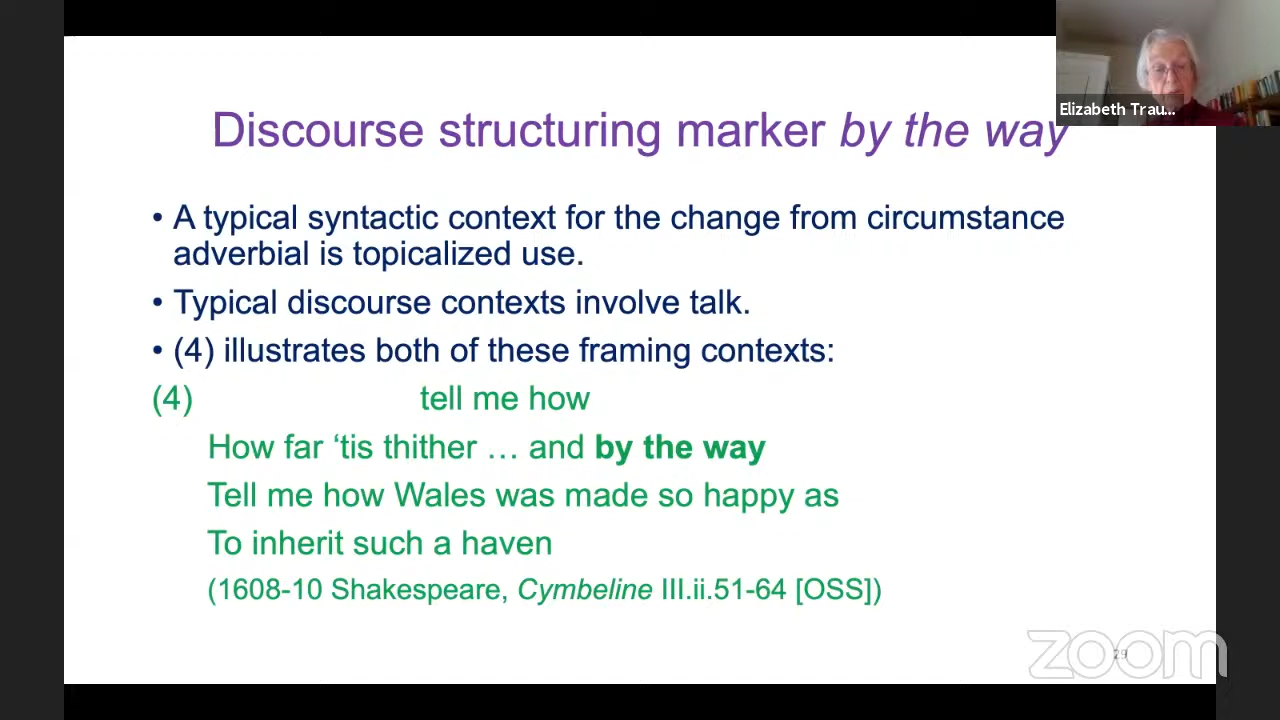 Elizabeth Trau...
Discourse structuring marker by the way
• A typical syntactic context for the change from circumstance
adverbial is topicalized use.
• Typical discourse contexts involve talk.
• (4) illustrates both of these framing contexts:
(4) tell me how
How far ‘tis thither … and by the way
Tell me how Wales was made so happy as
To inherit such a haven
(1608-10 Shakespeare, Cymbeline III.ii.51-64 [OSS])
29
zoom